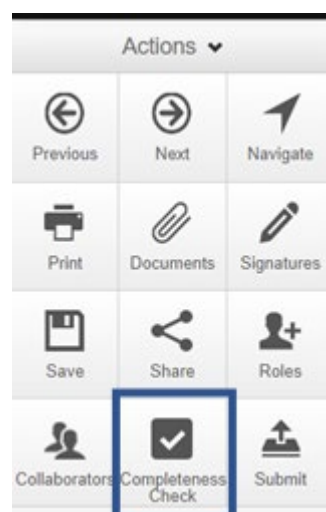 Actions
Previous
Next
Navigate
Print
Documents
Signatures
Save
Share
Roles
Collaborators
Completeness
Check
Submit